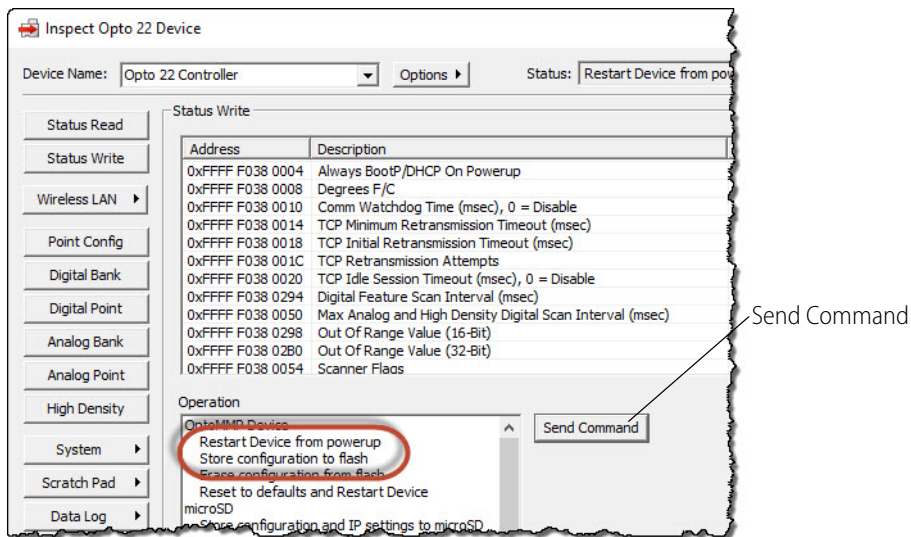 Inspect Opto 22 Device
Device Name: Opto 22 Controller Options Status: Restart Device from pow
Status Read
Status Write
Wireless LAN
Point Config
Digital Bank
Digital Point
Analog Bank
Analog Point
High Density
System
Scratch Pad
Data Log
Status Write
Address Description
0xFFFF F038 0004 Always BootP/DHCP On Powerup
0xFFFF F038 0008 Degrees F/C
0xFFFF F038 0010 Comm Watchdog Time (msec), 0 = Disable
0xFFFF F038 0014 TCP Minimum Retransmission Timeout (msec)
0xFFFF F038 0018 TCP Initial Retransmission Timeout (msec)
0xFFFF F038 001C TCP Retransmission Attempts
0xFFFF F038 0020 TCP Idle Session Timeout (msec), 0 = Disable
0xFFFF F038 0294 Digital Feature Scan Interval (msec)
0xFFFF F038 0050 Max Analog and High Density Digital Scan Interval (msec)
0xFFFF F038 0298 Out Of Range Value (16-Bit)
0xFFFF F038 02B0 Out Of Range Value (32-Bit)
0xFFFF F038 0054 Scanner Flags
Operation
OptoMMP Device
Restart Device from powerup
Store configuration to flash
Erase configuration from flash
Reset to defaults and Restart Device
microSD
Store configuration and IP settings to microSD
Send Command
Send Command